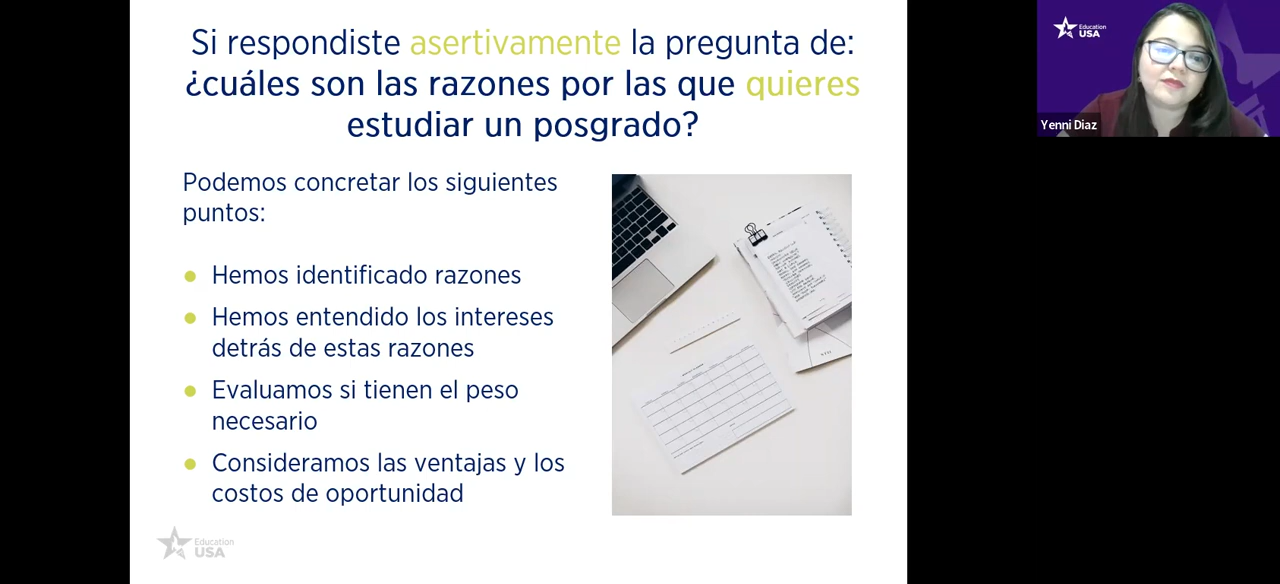 Si respondiste asertivamente la pregunta de:
¿cuáles son las razones por las que quieres
estudiar un posgrado?
Podemos concretar los siguientes
puntos:
● Hemos identificado razones
● Hemos entendido los intereses
detrás de estas razones
● Evaluamos si tienen el peso
necesario
● Consideramos las ventajas y los
costos de oportunidad
Education
USA
Education
USA
Yenni Diaz